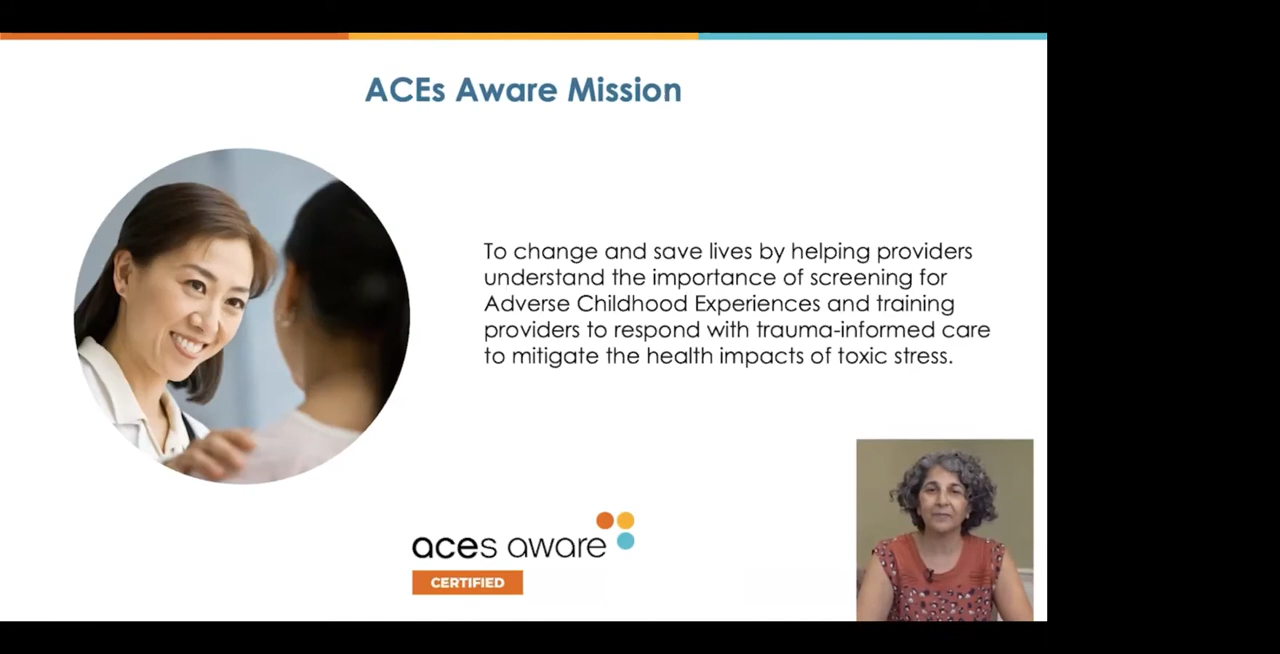 ACEs Aware Mission
To change and save lives by helping providers
understand the importance of screening for
Adverse Childhood Experiences and training
providers to respond with trauma-informed care
to mitigate the health impacts of toxic stress.
aces aware
CERTIFIED